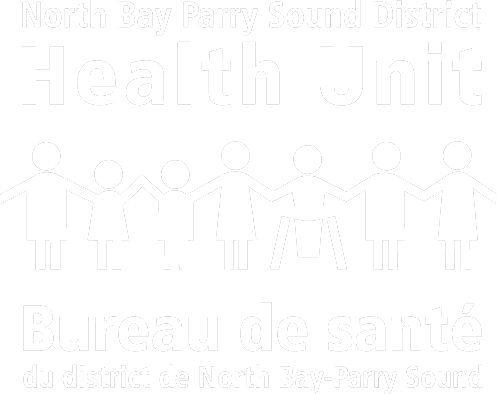 North Bay Parry Sound District
Health Unit
Bureau de santé
du district de North Bay-Parry Sound